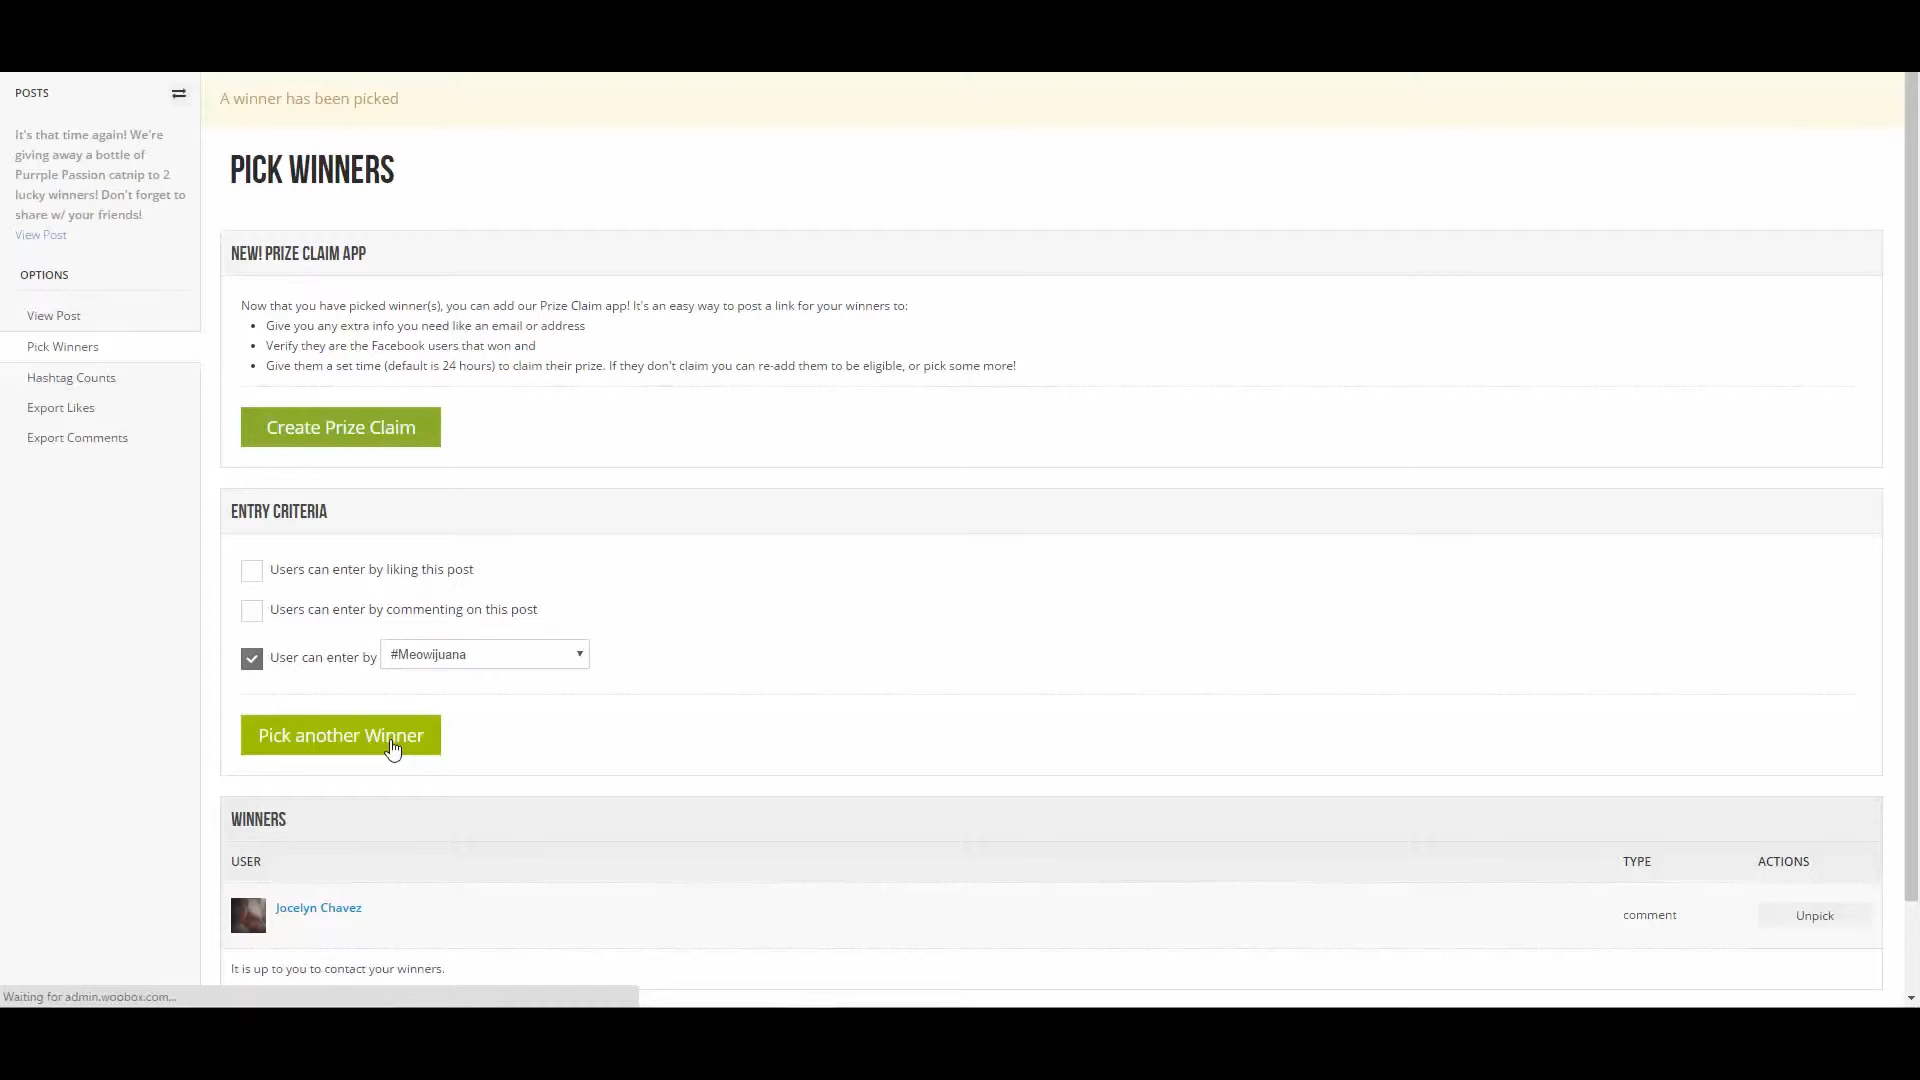 POSTS
A winner has been picked
It's that time again! We're
giving away a bottle of
Purrple Passion catnip to 2
lucky winners! Don't forget to
share w/ your friends!
View Post
OPTIONS
View Post
Pick Winners
Hashtag Counts
Export Likes
Export Comments
PICK WINNERS
NEW! PRIZE CLAIM APP
Now that you have picked winner(s), you can add our Prize Claim app! It's an easy way to post a link for your winners to:
• Give you any extra info you need like an email or address
• Verify they are the Facebook users that won and
• Give them a set time (default is 24 hours) to claim their prize. If they don't claim you can re-add them to be eligible, or pick some more!
Create Prize Claim
ENTRY CRITERIA
Users can enter by liking this post
Users can enter by commenting on this post
User can enter by #Meowijuana
Pick another Winner
WINNERS
USER TYPE ACTIONS
Jocelyn Chavez comment Unpick
It is up to you to contact your winners.
Waiting for admin.woobox.com...